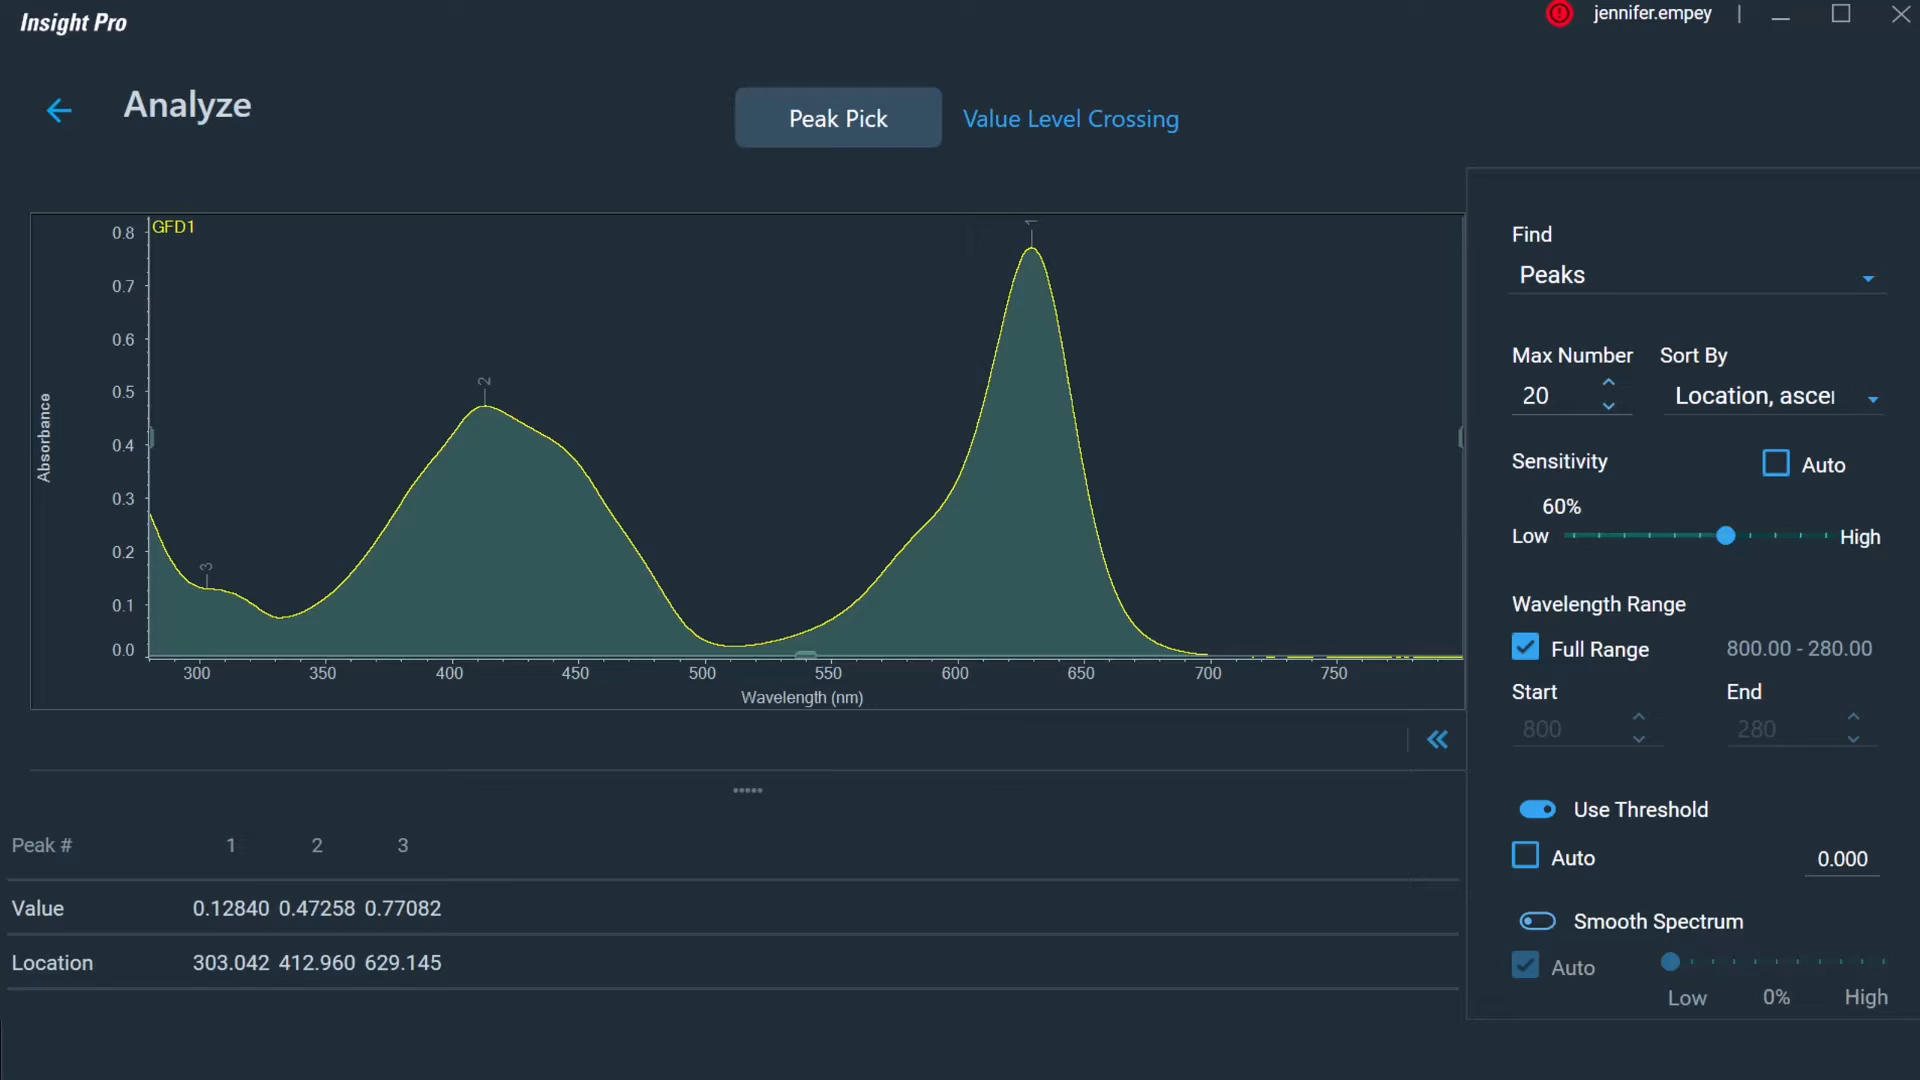 Insight Pro
jennifer.empey
Analyze
Peak Pick
Value Level Crossing
GFD1
0.8
0.7
0.6
0.5
0.4
0.3
0.2
0.1
0.0
Absorbance
3
2
1
300 350 400 450 500 550 600 650 700 750
Wavelength (nm)
Peak # 1 2 3
Value 0.12840 0.47258 0.77082
Location 303.042 412.960 629.145
Find
Peaks
Max Number Sort By
20 Location, ascei
Sensitivity Auto
60%
Low High
Wavelength Range
Full Range 800.00 - 280.00
Start End
800 280
Use Threshold
Auto 0.000
Smooth Spectrum
Auto
Low 0% High